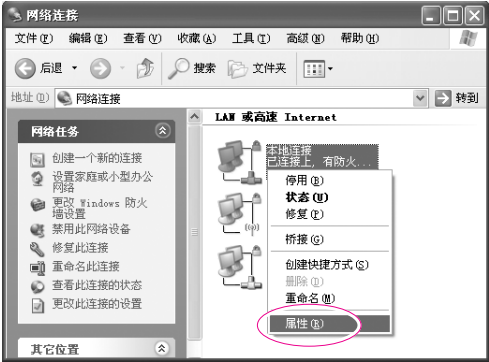 网络连接
文件(F) 编辑(E) 查看(V) 收藏(A) 工具(T) 高级(N) 帮助(H)
后退 搜索 文件夹
地址(D) 网络连接 转到
网络任务
创建一个新的连接
设置家庭或小型办公
网络
更改 Windows 防火
墙设置
禁用此网络设备
修复此连接
重命名此连接
查看此连接的状态
更改此连接的设置
其它位置
LAN 或高速 Internet
本地连接
已连接上，有防火...
停用(B)
状态(U)
修复(P)
桥接(G)
创建快捷方式(S)
删除(D)
重命名(M)
属性(R)